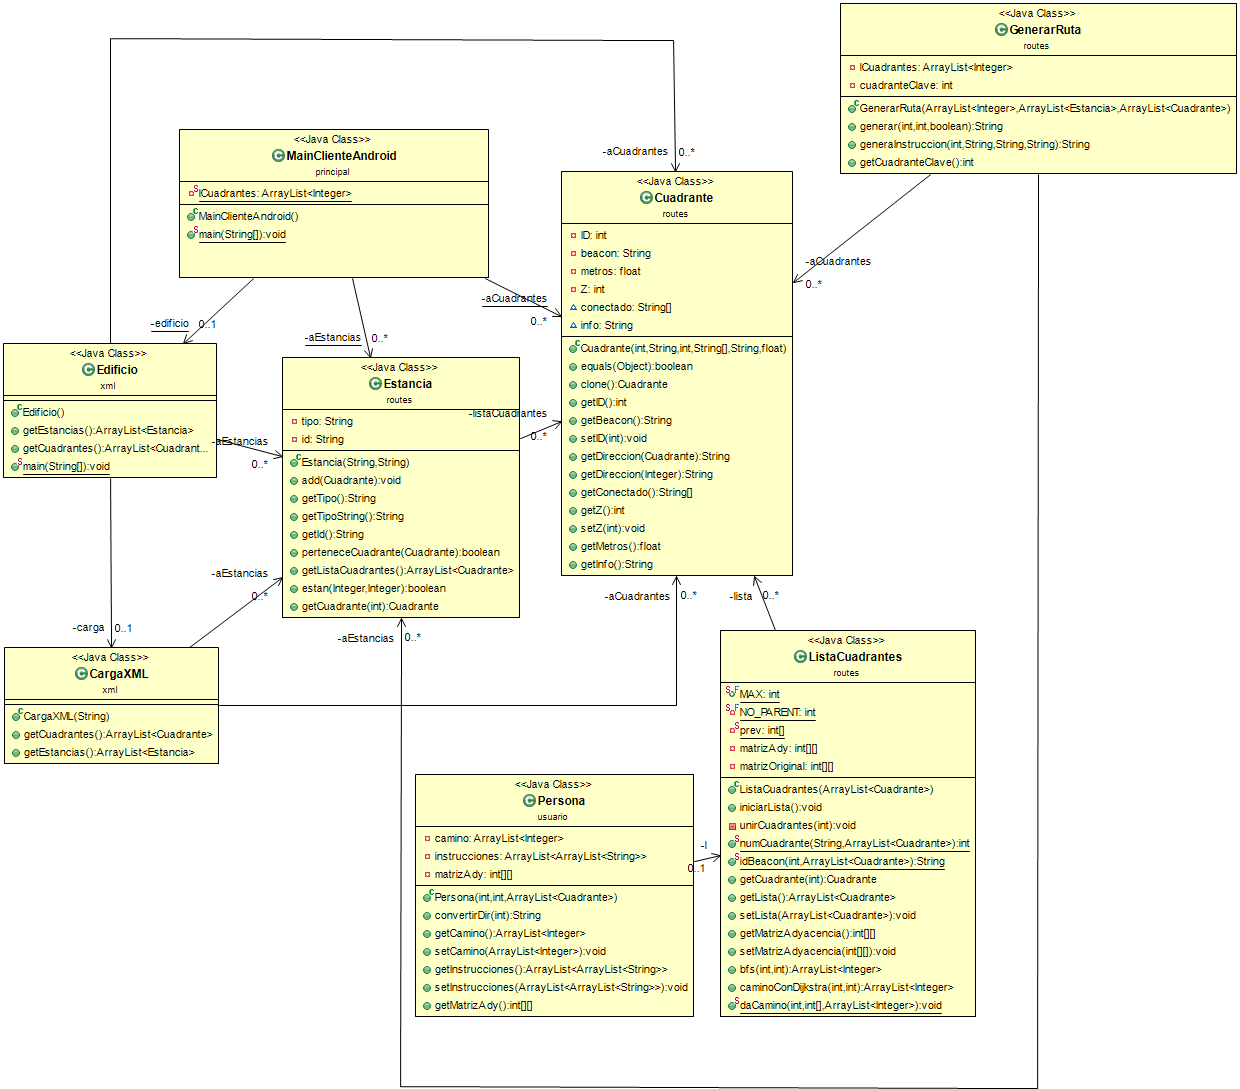 <<Java Class>>
GenerarRuta
routes
lCuadrantes: ArrayList<Integer>
cuadranteClave: int
GenerarRuta(ArrayList<Integer>,ArrayList<Estancia>,ArrayList<Cuadrante>)
generar(int,int,boolean):String
generaInstruccion(int,String,String,String):String
getCuadranteClave():int
<<Java Class>>
MainClienteAndroid
principal
lCuadrantes: ArrayList<Integer>
MainClienteAndroid()
main(String[]):void
-aCuadrantes 0..*
<<Java Class>>
Cuadrante
routes
ID: int
beacon: String
metros: float
Z: int
conectado: String[]
info: String
Cuadrante(int,String,int,String[],String,float)
equals(Object):boolean
clone():Cuadrante
getID():int
getBeacon():String
setID(int):void
getDireccion(Cuadrante):String
getDireccion(Integer):String
getConectado():String[]
getZ():int
setZ(int):void
getMetros():float
getInfo():String
-aCuadrantes
0..*
-aCuadrantes
0..*
-edificio 0..1
-aEstancias 0..*
<<Java Class>>
Edificio
xml
Edificio()
getEstancias():ArrayList<Estancia>
getCuadrantes():ArrayList<Cuadrant...
main(String[]):void
<<Java Class>>
Estancia
routes
tipo: String
id: String
Estancia(String,String)
add(Cuadrante):void
getTipo():String
getTipoString():String
getId():String
perteneceCuadrante(Cuadrante):boolean
getListaCuadrantes():ArrayList<Cuadrante>
estan(Integer,Integer):boolean
getCuadrante(int):Cuadrante
-listaCuadrantes
0..*
-aEstancias
0..*
-aEstancias
0..*
-carga 0..1
-aCuadrantes 0..*
-lista 0..*
-aEstancias 0..*
<<Java Class>>
CargaXML
xml
CargaXML(String)
getCuadrantes():ArrayList<Cuadrante>
getEstancias():ArrayList<Estancia>
<<Java Class>>
ListaCuadrantes
routes
MAX: int
NO_PARENT: int
prev: int[]
matrizAdy: int[][]
matrizOriginal: int[][]
ListaCuadrantes(ArrayList<Cuadrante>)
iniciarLista():void
unirCuadrantes(int):void
numCuadrante(String,ArrayList<Cuadrante>):int
idBeacon(int,ArrayList<Cuadrante>):String
getCuadrante(int):Cuadrante
getLista():ArrayList<Cuadrante>
setLista(ArrayList<Cuadrante>):void
getMatrizAdyacencia():int[][]
setMatrizAdyacencia(int[][]):void
bfs(int,int):ArrayList<Integer>
caminoConDijkstra(int,int):ArrayList<Integer>
daCamino(int,int[],ArrayList<Integer>):void
<<Java Class>>
Persona
usuario
camino: ArrayList<Integer>
instrucciones: ArrayList<ArrayList<String>>
matrizAdy: int[][]
Persona(int,int,ArrayList<Cuadrante>)
convertirDir(int):String
getCamino():ArrayList<Integer>
setCamino(ArrayList<Integer>):void
getInstrucciones():ArrayList<ArrayList<String>>
setInstrucciones(ArrayList<ArrayList<String>>):void
getMatrizAdy():int[][]
-l
0..1